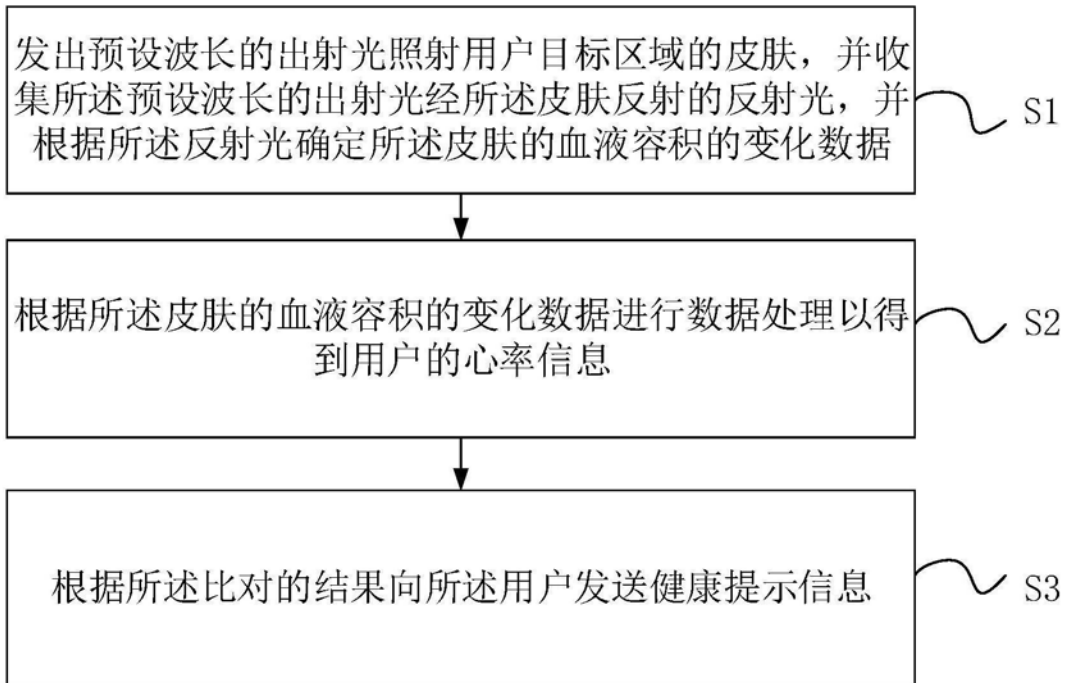 发出预设波长的出射光照射用户目标区域的皮肤，并收
集所述预设波长的出射光经所述皮肤反射的反射光，并
根据所述反射光确定所述皮肤的血液容积的变化数据
S1
根据所述皮肤的血液容积的变化数据进行数据处理以得
到用户的心率信息
S2
根据所述比对的结果向所述用户发送健康提示信息
S3